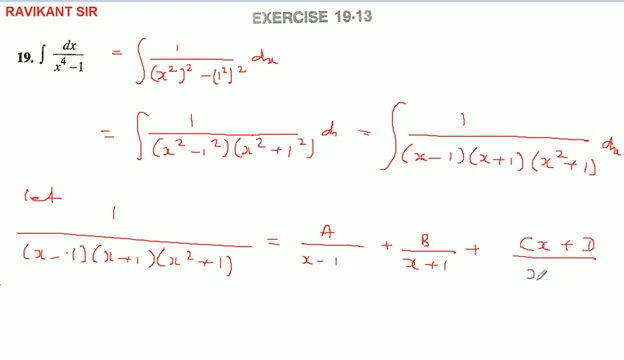 RAVIKANT SIR
EXERCISE 19·13
19. ∫ dx/(x⁴ – 1) = ∫ 1/((x²)² – (1²)²) dx
= ∫ 1/((x² – 1²)(x² + 1²)) dx = ∫ 1/((x – 1)(x + 1)(x² + 1)) dx
Let
1/((x – 1)(x + 1)(x² + 1)) = A/(x – 1) + B/(x + 1) + (Cx + D)/x